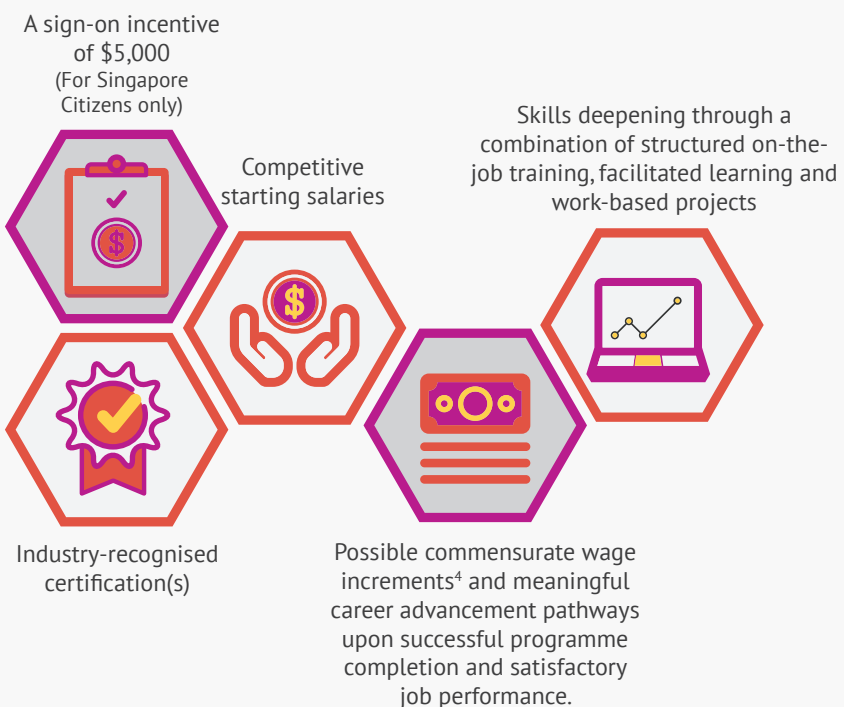 A sign-on incentive
of $5,000
(For Singapore
Citizens only)
Competitive
starting salaries
Skills deepening through a
combination of structured on-the-
job training, facilitated learning and
work-based projects
$
$
Industry-recognised
certification(s)
Possible commensurate wage
increments⁴ and meaningful
career advancement pathways
upon successful programme
completion and satisfactory
job performance.